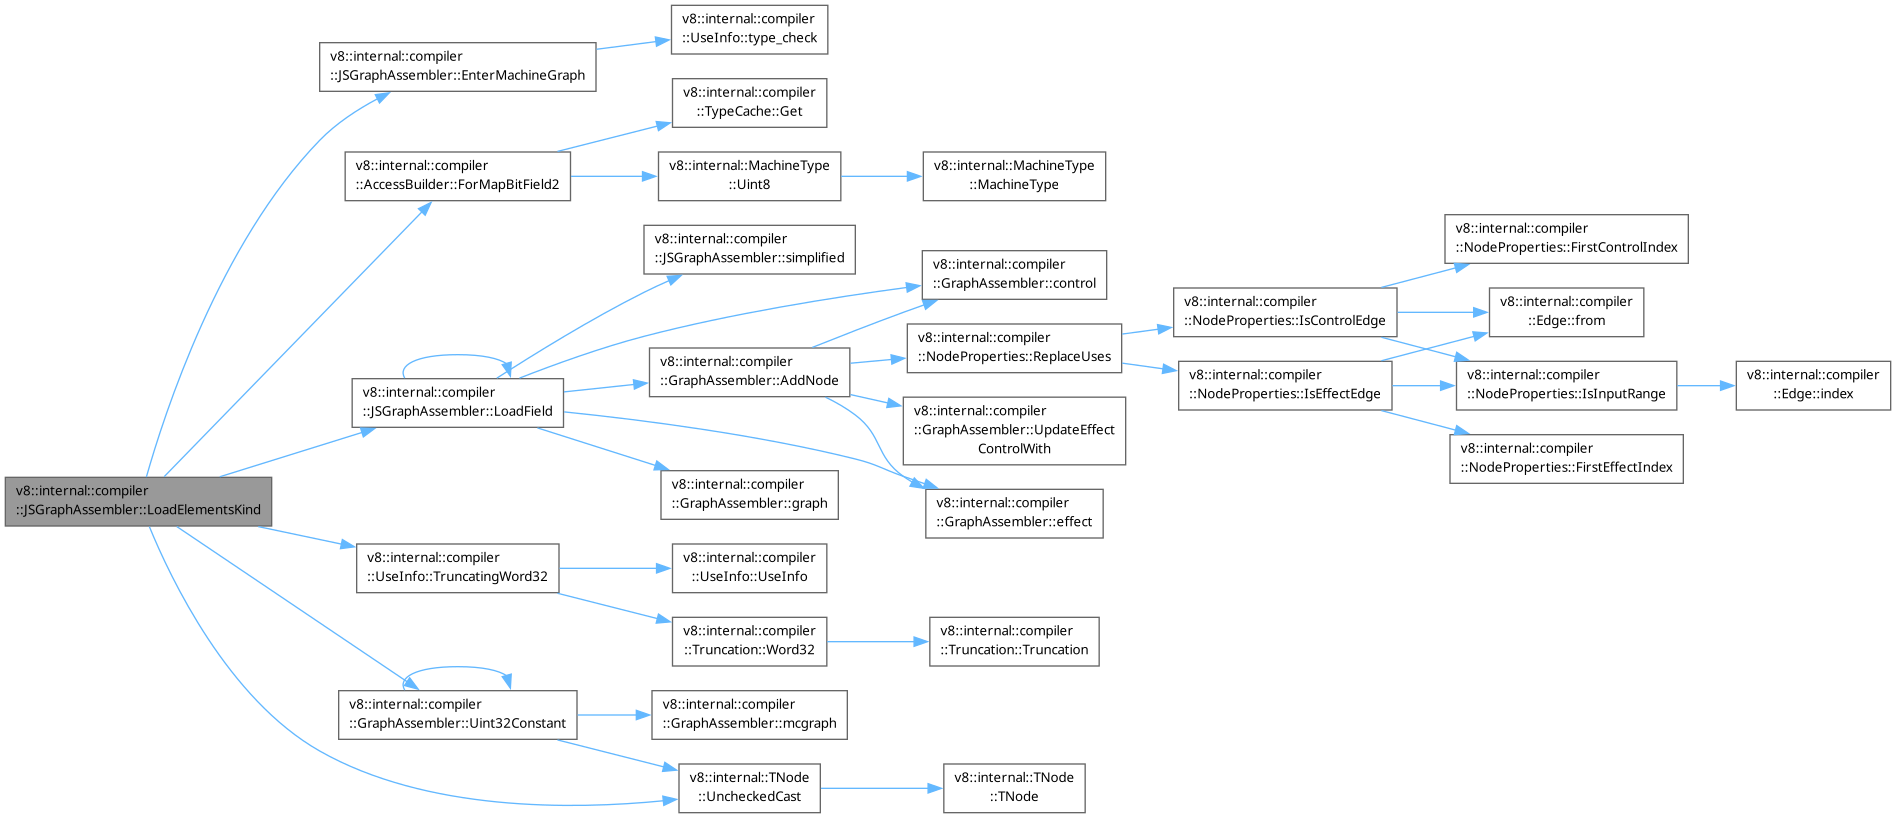 v8::internal::compiler
::JSGraphAssembler::LoadElementsKind
v8::internal::compiler
::JSGraphAssembler::EnterMachineGraph
v8::internal::compiler
::UseInfo::type_check
v8::internal::compiler
::AccessBuilder::ForMapBitField2
v8::internal::compiler
::TypeCache::Get
v8::internal::MachineType
::Uint8
v8::internal::MachineType
::MachineType
v8::internal::compiler
::JSGraphAssembler::LoadField
v8::internal::compiler
::JSGraphAssembler::simplified
v8::internal::compiler
::GraphAssembler::control
v8::internal::compiler
::GraphAssembler::AddNode
v8::internal::compiler
::NodeProperties::ReplaceUses
v8::internal::compiler
::NodeProperties::IsControlEdge
v8::internal::compiler
::NodeProperties::FirstControlIndex
v8::internal::compiler
::Edge::from
v8::internal::compiler
::NodeProperties::IsEffectEdge
v8::internal::compiler
::NodeProperties::IsInputRange
v8::internal::compiler
::Edge::index
v8::internal::compiler
::NodeProperties::FirstEffectIndex
v8::internal::compiler
::GraphAssembler::UpdateEffect
ControlWith
v8::internal::compiler
::GraphAssembler::graph
v8::internal::compiler
::GraphAssembler::effect
v8::internal::compiler
::UseInfo::TruncatingWord32
v8::internal::compiler
::UseInfo::UseInfo
v8::internal::compiler
::Truncation::Word32
v8::internal::compiler
::Truncation::Truncation
v8::internal::compiler
::GraphAssembler::Uint32Constant
v8::internal::compiler
::GraphAssembler::mcgraph
v8::internal::TNode
::UncheckedCast
v8::internal::TNode
::TNode